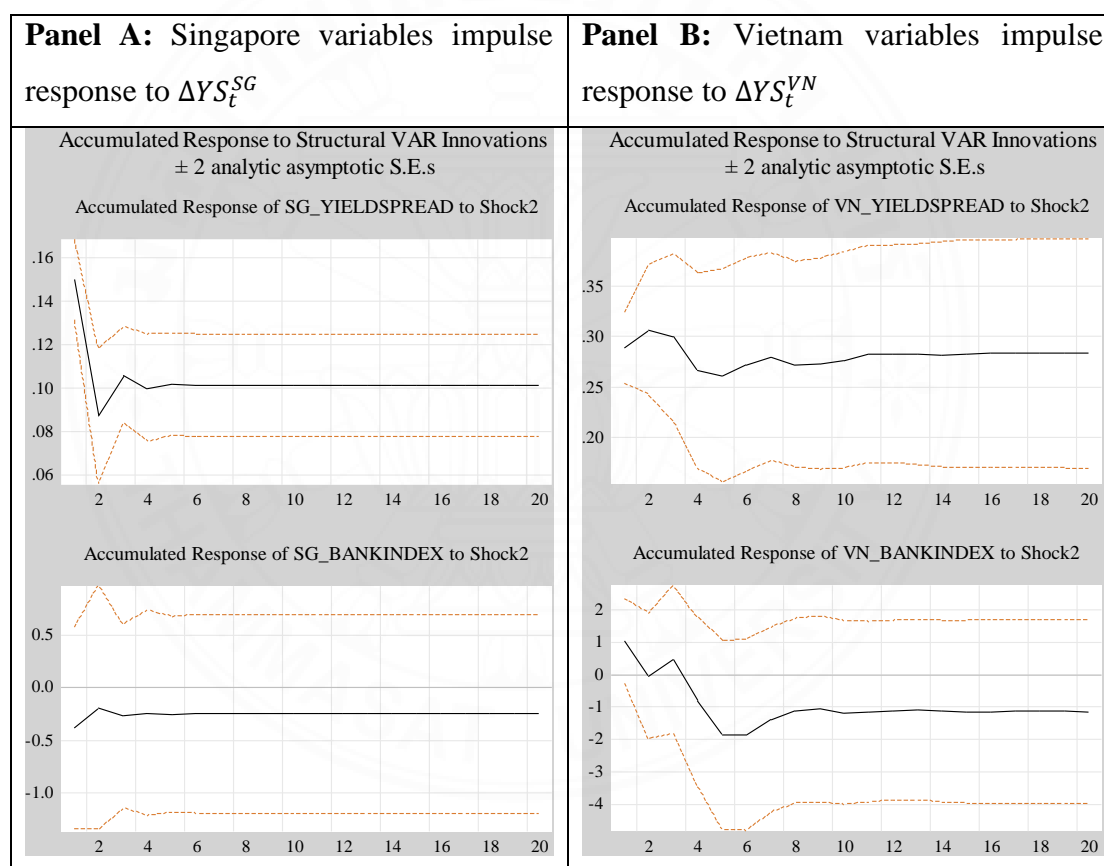 Panel A: Singapore variables impulse
response to ΔYS_t^{SG}
Accumulated Response to Structural VAR Innovations
± 2 analytic asymptotic S.E.s
Accumulated Response of SG_YIELDSPREAD to Shock2
.16
.14
.12
.10
.08
.06
2 4 6 8 10 12 14 16 18 20
Accumulated Response of SG_BANKINDEX to Shock2
0.5
0.0
-0.5
-1.0
2 4 6 8 10 12 14 16 18 20
Panel B: Vietnam variables impulse
response to ΔYS_t^{VN}
Accumulated Response to Structural VAR Innovations
± 2 analytic asymptotic S.E.s
Accumulated Response of VN_YIELDSPREAD to Shock2
.35
.30
.25
.20
2 4 6 8 10 12 14 16 18 20
Accumulated Response of VN_BANKINDEX to Shock2
2
1
0
-1
-2
-3
-4
2 4 6 8 10 12 14 16 18 20